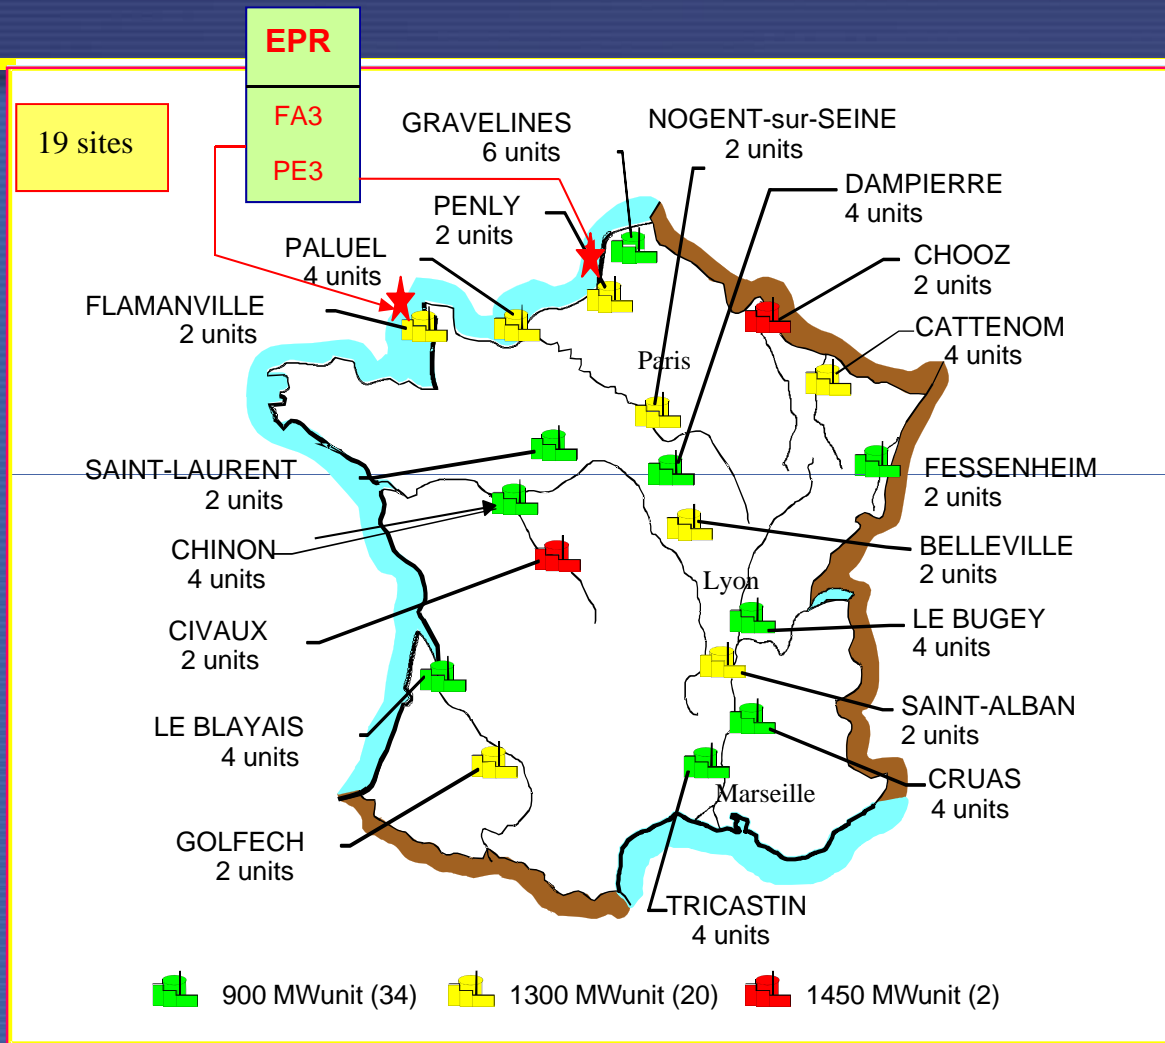 EPR
FA3
PE3
19 sites
GRAVELINES
6 units
NOGENT-sur-SEINE
2 units
DAMPIERRE
4 units
PENLY
2 units
PALUEL
4 units
CHOOZ
2 units
FLAMANVILLE
2 units
CATTENOM
4 units
Paris
SAINT-LAURENT
2 units
FESSENHEIM
2 units
CHINON
4 units
BELLEVILLE
2 units
Lyon
CIVAUX
2 units
LE BUGEY
4 units
LE BLAYAIS
4 units
SAINT-ALBAN
2 units
CRUAS
4 units
Marseille
GOLFECH
2 units
TRICASTIN
4 units
900 MWunit (34) 1300 MWunit (20) 1450 MWunit (2)